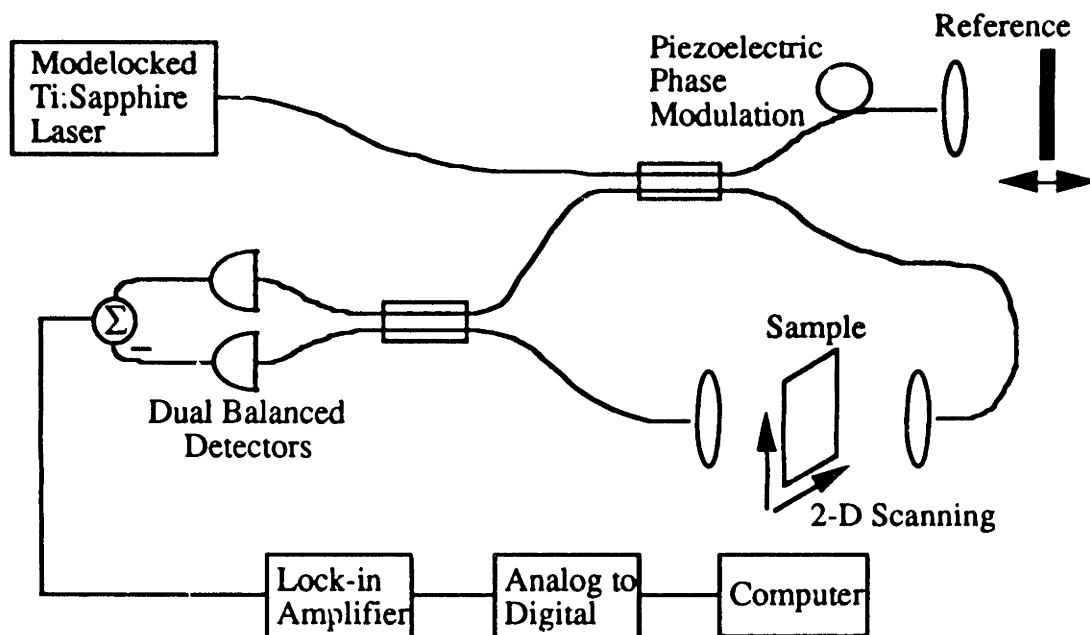 Modelocked
Ti:Sapphire
Laser
Piezoelectric
Phase
Modulation
Reference
Σ
−
Dual Balanced
Detectors
Sample
2-D Scanning
Lock-in
Amplifier
Analog to
Digital
Computer